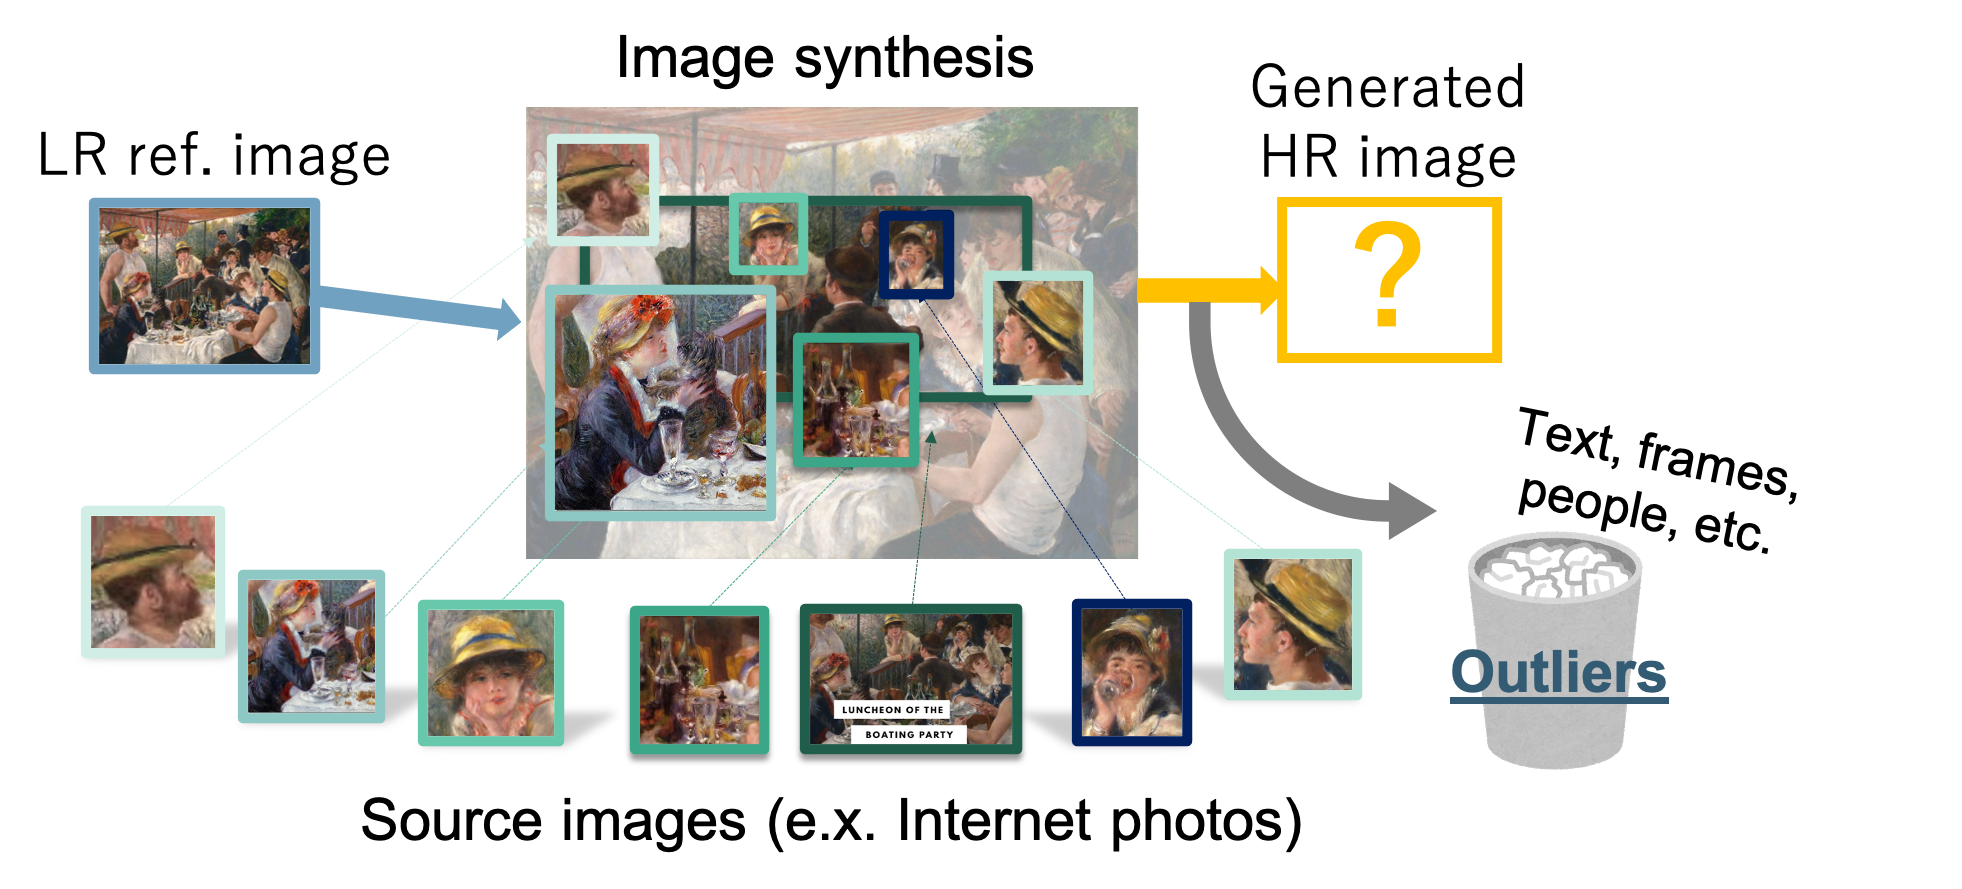 Image synthesis
Generated
HR image
LR ref. image
?
Text, frames,
people, etc.
Outliers
LUNCHEON OF THE
BOATING PARTY
Source images (e.x. Internet photos)